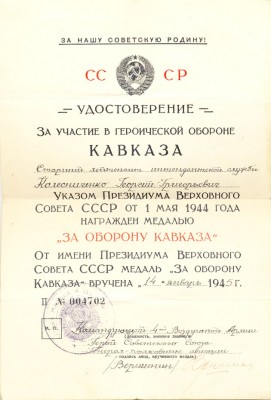 ЗА НАШУ СОВЕТСКУЮ РОДИНУ!
СС СР
УДОСТОВЕРЕНИЕ
ЗА УЧАСТИЕ В ГЕРОИЧЕСКОЙ ОБОРОНЕ
КАВКАЗА
Старший лейтенант интендантск. службы
Колесниченко Георгий Григорьевич
УКАЗОМ ПРЕЗИДИУМА ВЕРХОВНОГО
СОВЕТА СССР ОТ 1 МАЯ 1944 ГОДА
НАГРАЖДЕН МЕДАЛЬЮ
„ЗА ОБОРОНУ КАВКАЗА“
ОТ ИМЕНИ ПРЕЗИДИУМА ВЕРХОВНОГО
СОВЕТА СССР МЕДАЛЬ „ЗА ОБОРОНУ
КАВКАЗА“ ВРУЧЕНА „14“ января 1945 г.
П № 004702
М. П.
Командующий 4-й Воздушной Армии
Герой Советского Союза
Генерал-полковник авиации
(Вершинин)